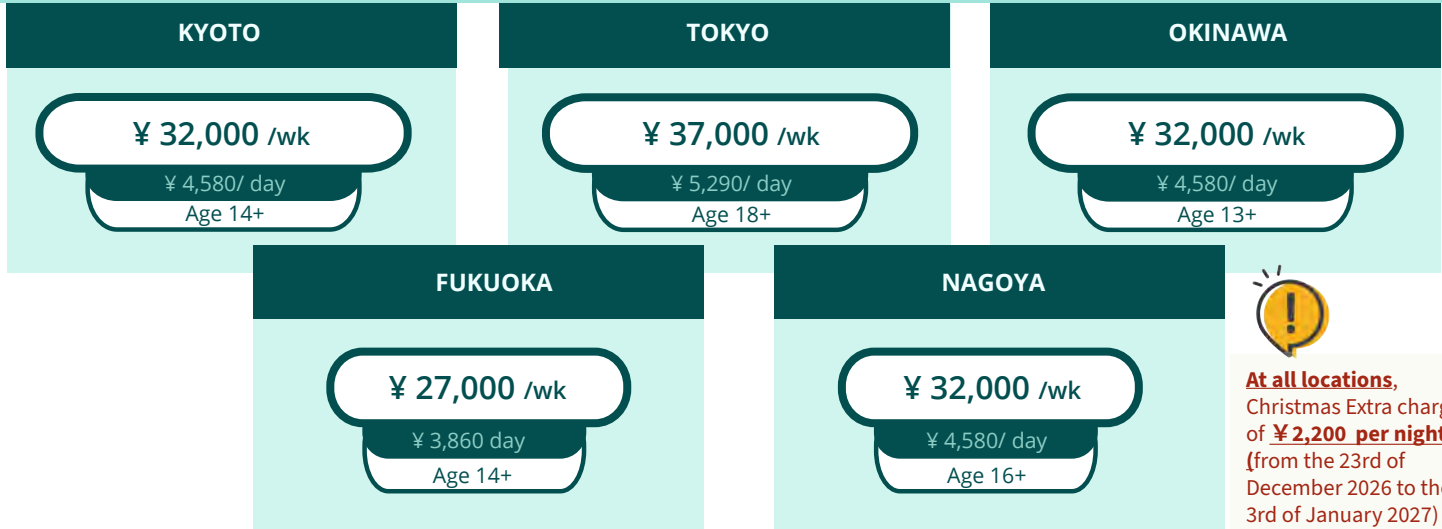 KYOTO
¥ 32,000 /wk
¥ 4,580/ day
Age 14+
TOKYO
¥ 37,000 /wk
¥ 5,290/ day
Age 18+
OKINAWA
¥ 32,000 /wk
¥ 4,580/ day
Age 13+
FUKUOKA
¥ 27,000 /wk
¥ 3,860 day
Age 14+
NAGOYA
¥ 32,000 /wk
¥ 4,580/ day
Age 16+
!
At all locations,
Christmas Extra charg
of ¥2,200 per night
(from the 23rd of
December 2026 to the
3rd of January 2027)